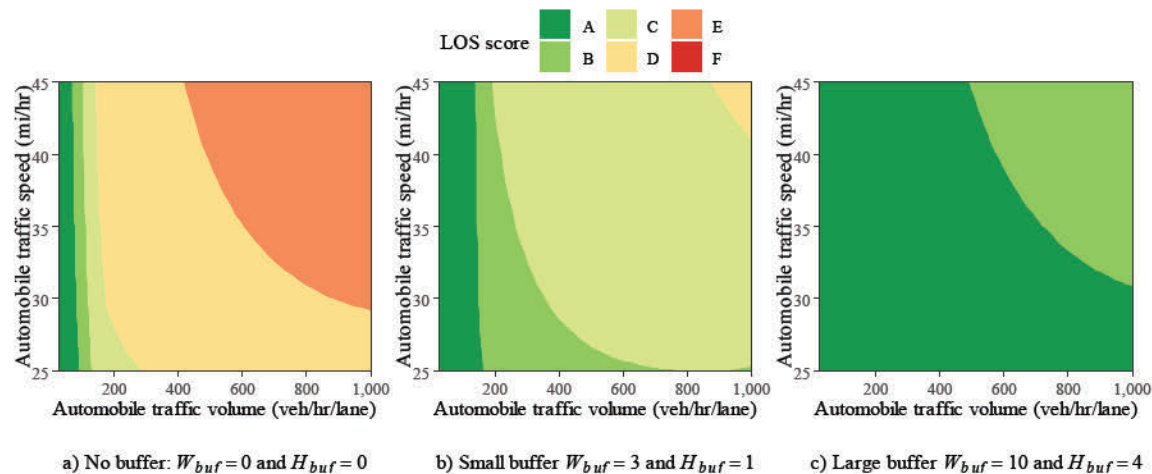 LOS score
A C E
B D F
Automobile traffic speed (mi/hr)
45
40
35
30
25
200 400 600 800 1,000
Automobile traffic volume (veh/hr/lane)
a) No buffer: W_buf = 0 and H_buf = 0
Automobile traffic speed (mi/hr)
45
40
35
30
25
200 400 600 800 1,000
Automobile traffic volume (veh/hr/lane)
b) Small buffer W_buf = 3 and H_buf = 1
Automobile traffic speed (mi/hr)
45
40
35
30
25
200 400 600 800 1,000
Automobile traffic volume (veh/hr/lane)
c) Large buffer W_buf = 10 and H_buf = 4